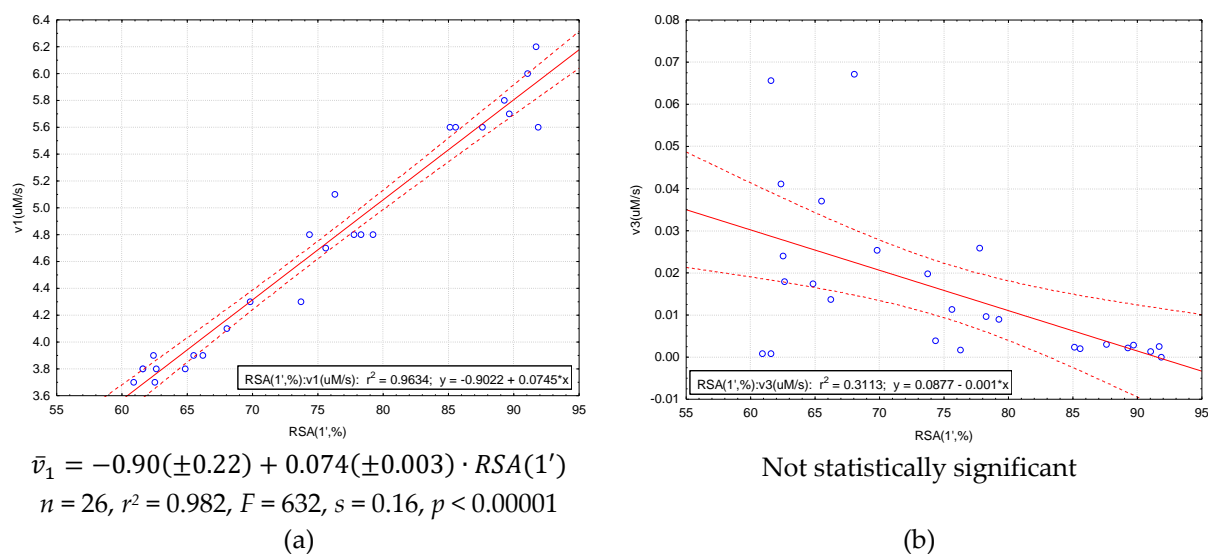 6.4
6.2
6.0
5.8
5.6
5.4
5.2
5.0
4.8
4.6
4.4
4.2
4.0
3.8
3.6
v1(uM/s)
55 60 65 70 75 80 85 90 95
RSA(1',%)
RSA(1',%):v1(uM/s): r² = 0.9634; y = -0.9022 + 0.0745*x
v̄₁ = −0.90(±0.22) + 0.074(±0.003) · RSA(1′)
n = 26, r² = 0.982, F = 632, s = 0.16, p < 0.00001
(a)
0.08
0.07
0.06
0.05
0.04
0.03
0.02
0.01
0.00
-0.01
v3(uM/s)
55 60 65 70 75 80 85 90 95
RSA(1',%)
RSA(1',%):v3(uM/s): r² = 0.3113; y = 0.0877 - 0.001*x
Not statistically significant
(b)